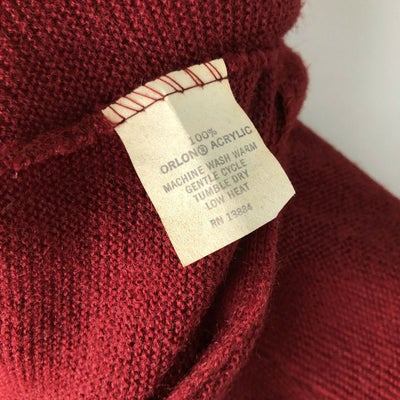 100%
ORLON® ACRYLIC
MACHINE WASH WARM
GENTLE CYCLE
TUMBLE DRY
LOW HEAT
RN 13884